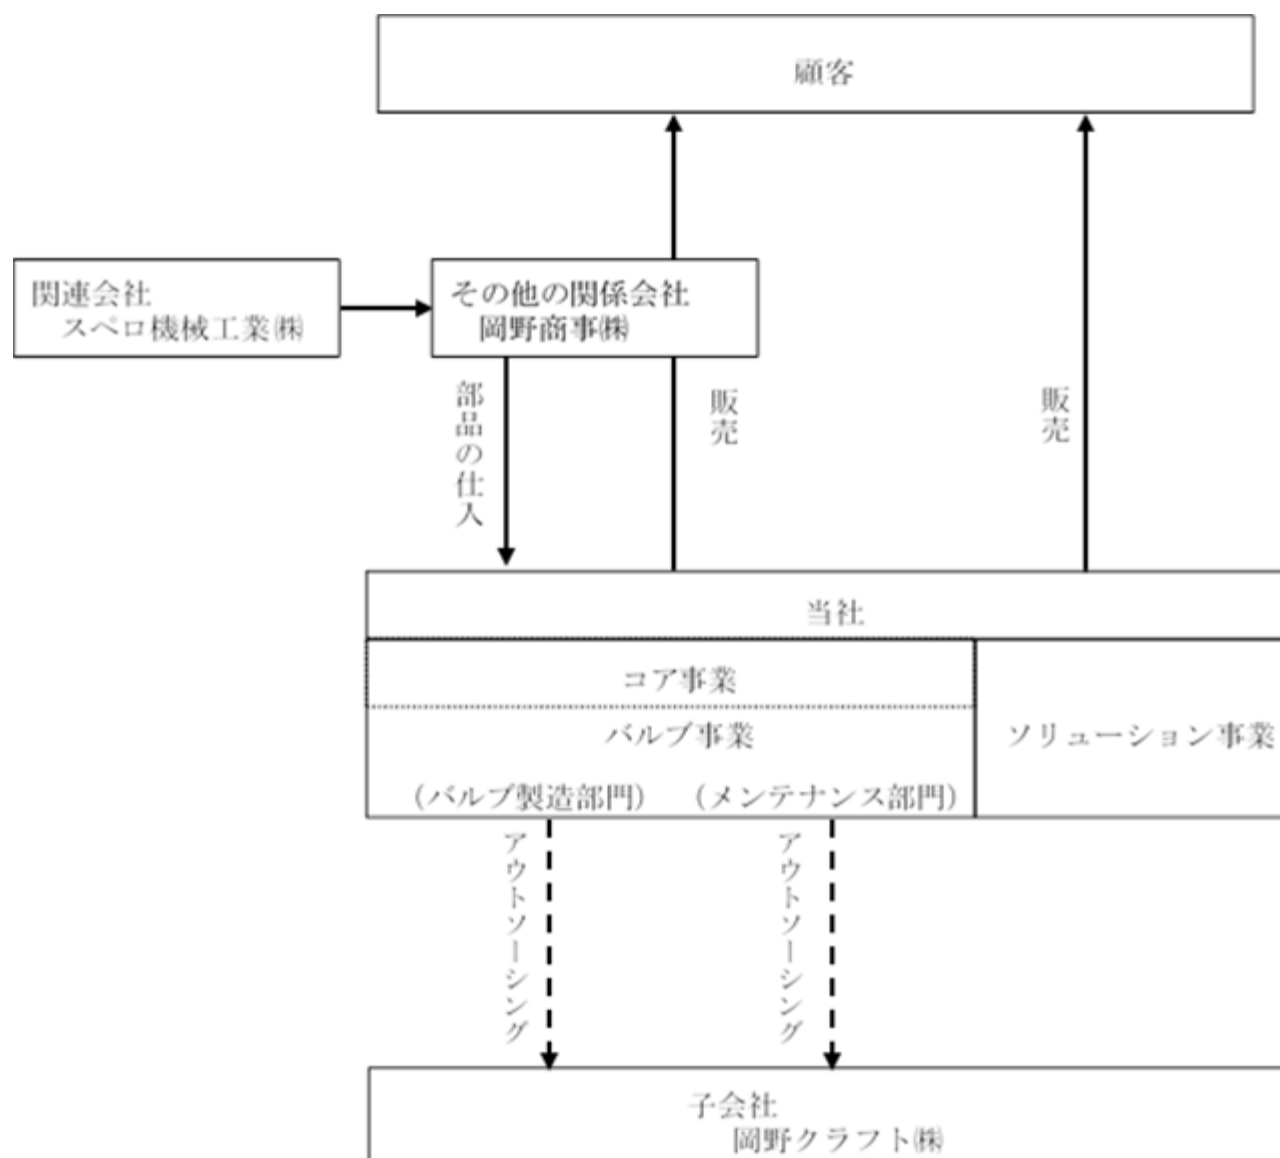 顧客
関連会社
スペロ機械工業㈱
その他の関係会社
岡野商事㈱
部品の仕入
販売
販売
当社
コア事業
バルブ事業
ソリューション事業
（バルブ製造部門）
（メンテナンス部門）
アウトソーシング
アウトソーシング
子会社
岡野クラフト㈱